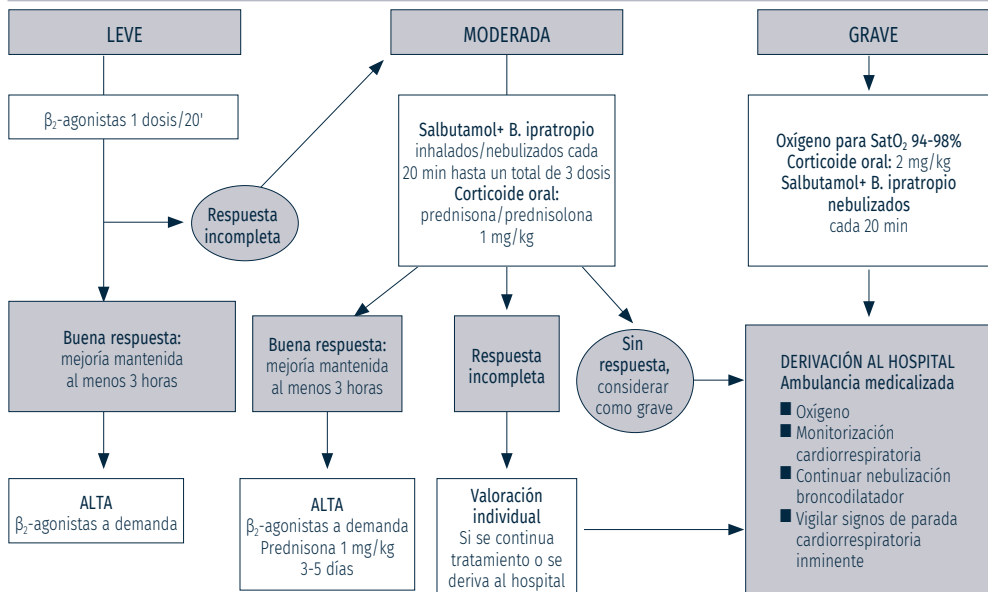 LEVE
MODERADA
GRAVE
β₂-agonistas 1 dosis/20'
Respuesta
incompleta
Salbutamol+ B. ipratropio
inhalados/nebulizados cada
20 min hasta un total de 3 dosis
Corticoide oral:
prednisona/prednisolona
1 mg/kg
Oxígeno para SatO₂ 94-98%
Corticoide oral: 2 mg/kg
Salbutamol+ B. ipratropio
nebulizados
cada 20 min
Buena respuesta:
mejoría mantenida
al menos 3 horas
Buena respuesta:
mejoría mantenida
al menos 3 horas
Respuesta
incompleta
Sin
respuesta,
considerar
como grave
DERIVACIÓN AL HOSPITAL
Ambulancia medicalizada
■ Oxígeno
■ Monitorización
cardiorrespiratoria
■ Continuar nebulización
broncodilatador
■ Vigilar signos de parada
cardiorrespiratoria
inminente
ALTA
β₂-agonistas a demanda
ALTA
β₂-agonistas a demanda
Prednisona 1 mg/kg
3-5 días
Valoración
individual
Si se continua
tratamiento o se
deriva al hospital